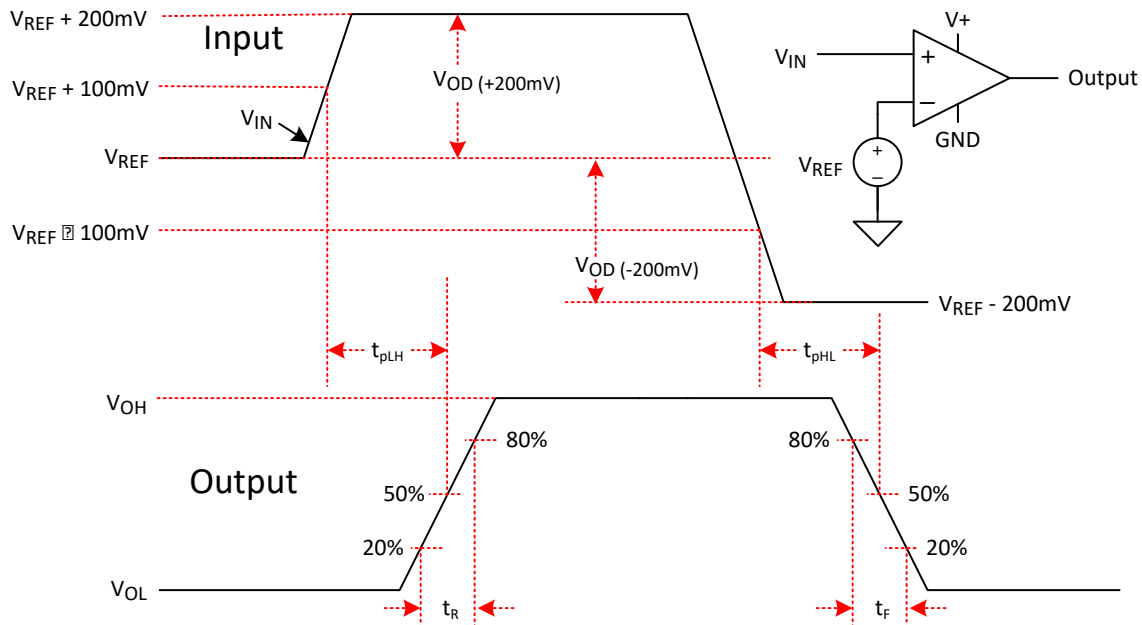 VREF + 200mV
Input
VREF + 100mV
VIN
VREF
VREF ⍰ 100mV
VOD (+200mV)
VOD (-200mV)
VREF - 200mV
V+
VIN
+
−
Output
GND
VREF
+
−
tpLH
tpHL
VOH
Output
80%
50%
20%
80%
50%
20%
VOL
tR
tF